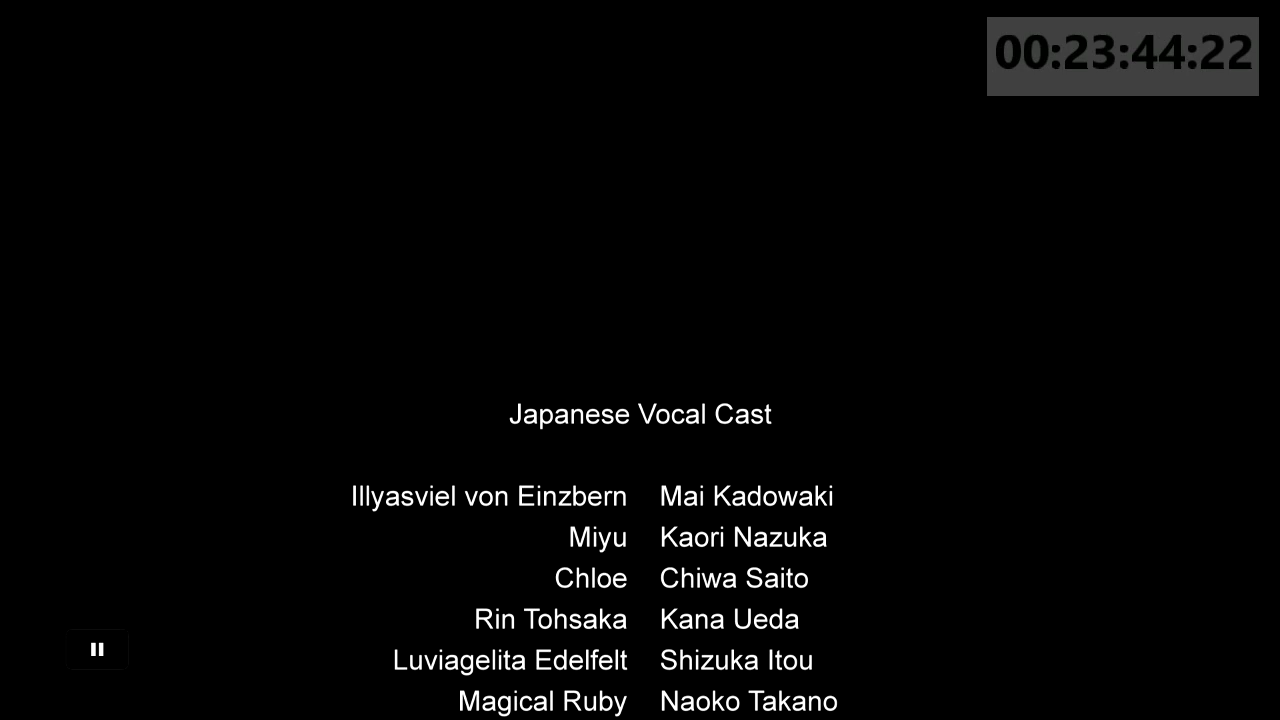 00:23:44:22
Japanese Vocal Cast
Illyasviel von Einzbern Mai Kadowaki
Miyu Kaori Nazuka
Chloe Chiwa Saito
Rin Tohsaka Kana Ueda
Luviagelita Edelfelt Shizuka Itou
Magical Ruby Naoko Takano